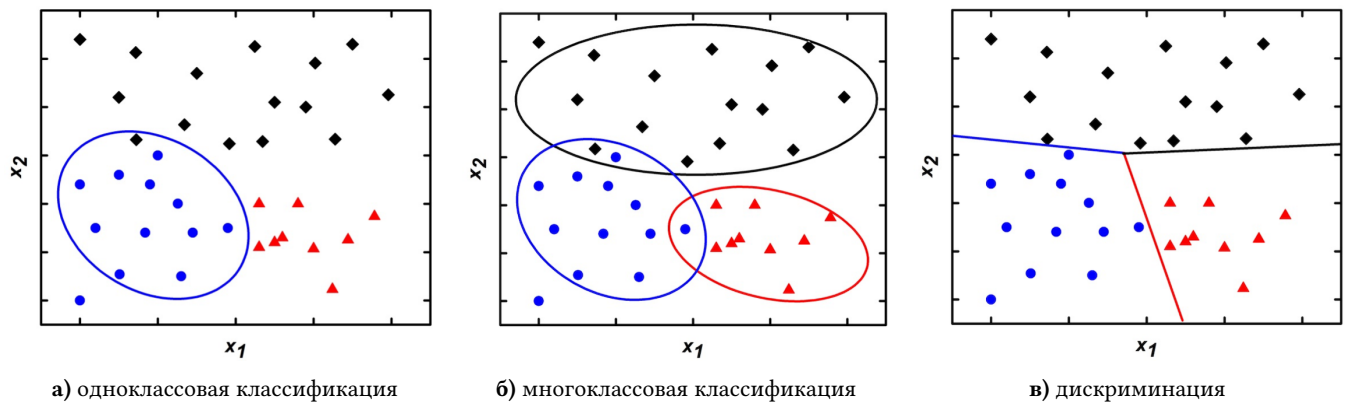 x2
x1
а) одноклассовая классификация
x2
x1
б) многоклассовая классификация
x2
x1
в) дискриминация